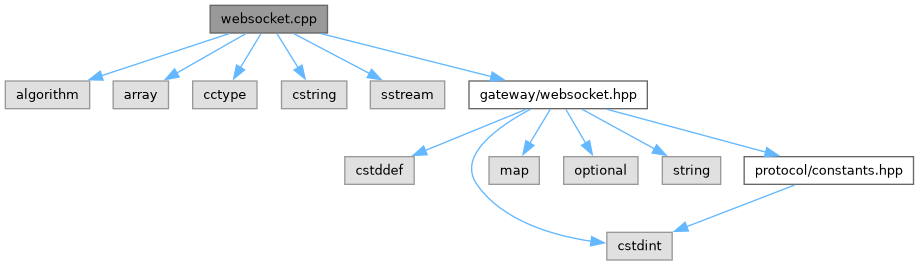 websocket.cpp
algorithm
array
cctype
cstring
sstream
gateway/websocket.hpp
cstddef
map
optional
string
protocol/constants.hpp
cstdint